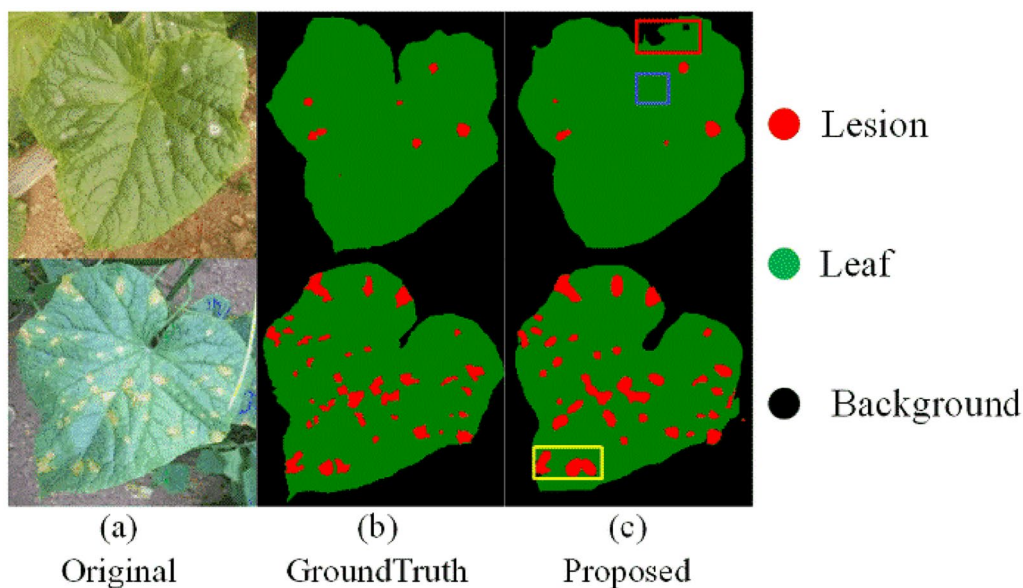 Lesion
Leaf
Background
(a)
(b)
(c)
Original
GroundTruth
Proposed